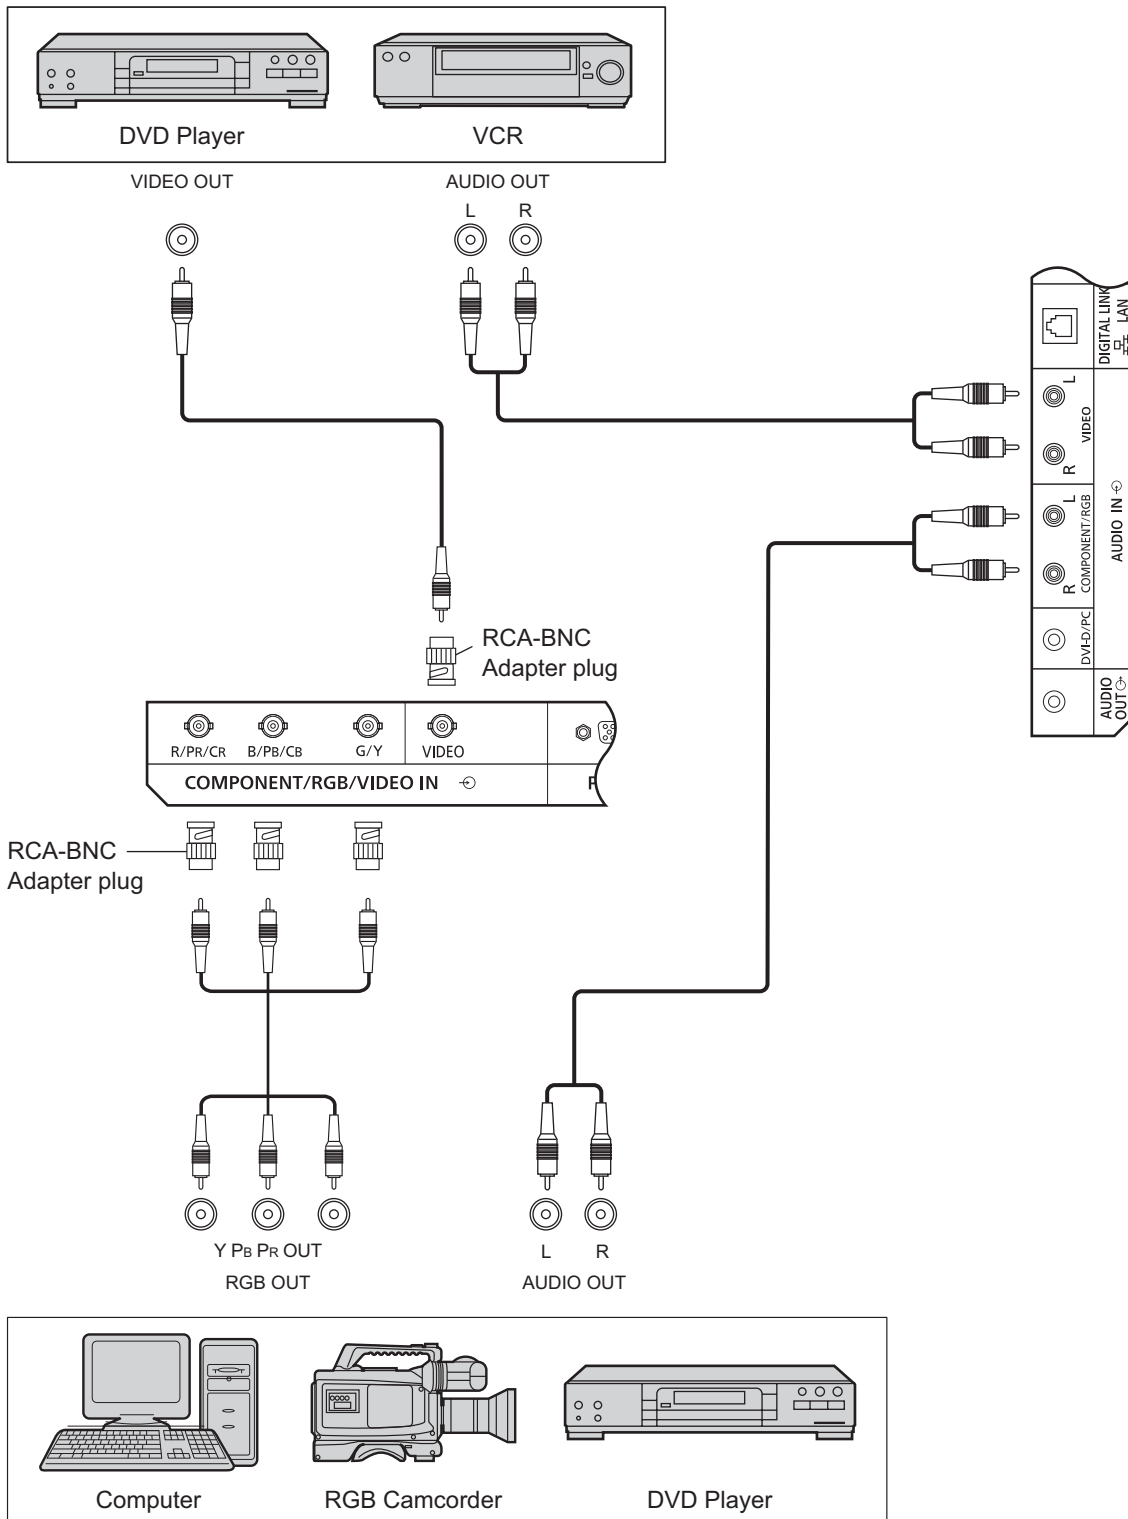 DVD Player
VCR
VIDEO OUT
AUDIO OUT
L R
DIGITAL LINK
LAN
L
VIDEO
R
L
COMPONENT/RGB
R
AUDIO IN
DVI-D/PC
AUDIO
OUT
RCA-BNC
Adapter plug
R/PR/CR B/PB/CB G/Y VIDEO
COMPONENT/RGB/VIDEO IN
RCA-BNC
Adapter plug
Y PB PR OUT
RGB OUT
L R
AUDIO OUT
Computer
RGB Camcorder
DVD Player